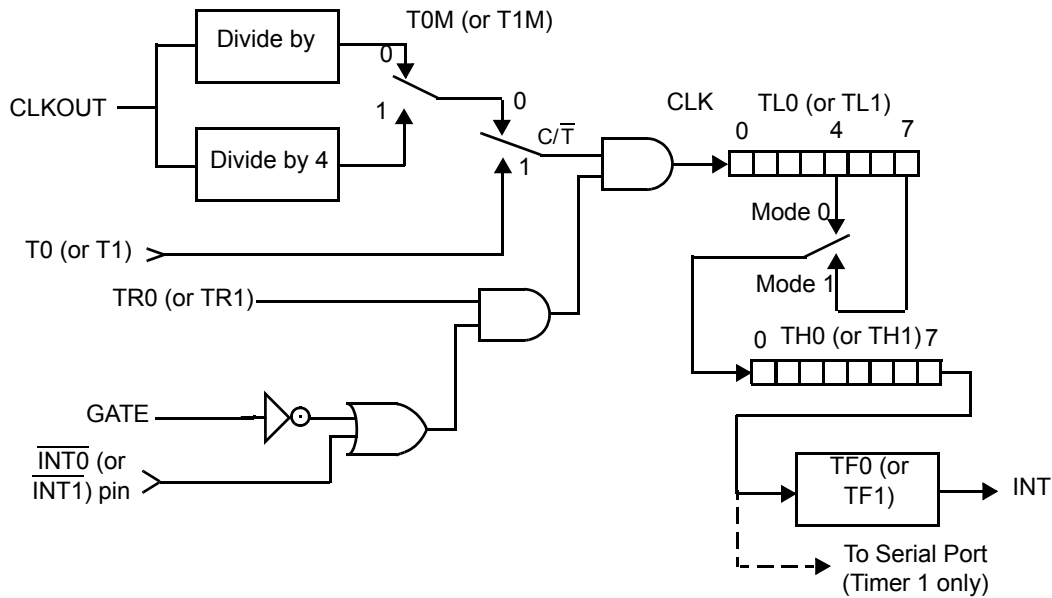 T0M (or T1M)
Divide by
0
CLKOUT
1
Divide by 4
0
C/T̅
1
CLK
TL0 (or TL1)
0 4 7
T0 (or T1)
Mode 0
Mode 1
TR0 (or TR1)
0 TH0 (or TH1) 7
GATE
I̅N̅T̅0̅ (or
I̅N̅T̅1̅) pin
TF0 (or
TF1)
INT
To Serial Port
(Timer 1 only)